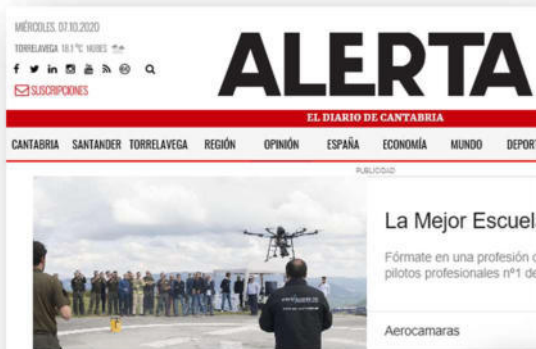 MIÉRCOLES, 07.10.2020
TORRELAVEGA 18.1 °C NUBES
SUSCRIPCIONES
ALERTA
EL DIARIO DE CANTABRIA
CANTABRIA SANTANDER TORRELAVEGA REGIÓN OPINIÓN ESPAÑA ECONOMÍA MUNDO DEPOR
PUBLICIDAD
La Mejor Escuel
Fórmate en una profesión
pilotos profesionales nº1 de
Aerocamaras